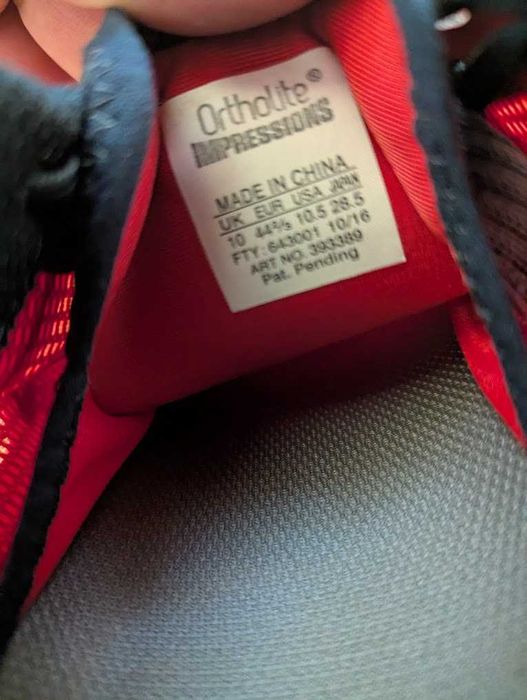 OrthoLite®
IMPRESSIONS
MADE IN CHINA
UK EUR USA JAPAN
10 44²/₃ 10.5 28.5
FTY: 643001 10/16
ART NO. 393389
Pat. Pending